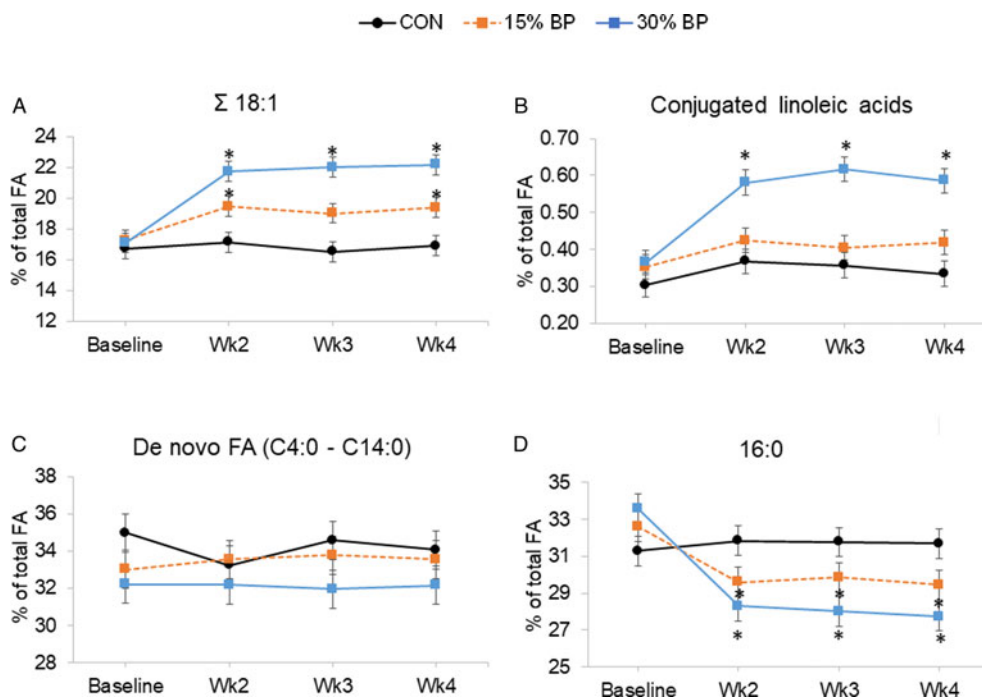 CON 15% BP 30% BP
A
Σ 18:1
% of total FA
24
22
20
18
16
14
12
* * *
* *
Baseline Wk2 Wk3 Wk4
B
Conjugated linoleic acids
% of total FA
0.70
0.60
0.50
0.40
0.30
0.20
* * *
Baseline Wk2 Wk3 Wk4
C
De novo FA (C4:0 - C14:0)
% of total FA
38
36
34
32
30
28
Baseline Wk2 Wk3 Wk4
D
16:0
% of total FA
35
33
31
29
27
25
* * *
* * *
Baseline Wk2 Wk3 Wk4